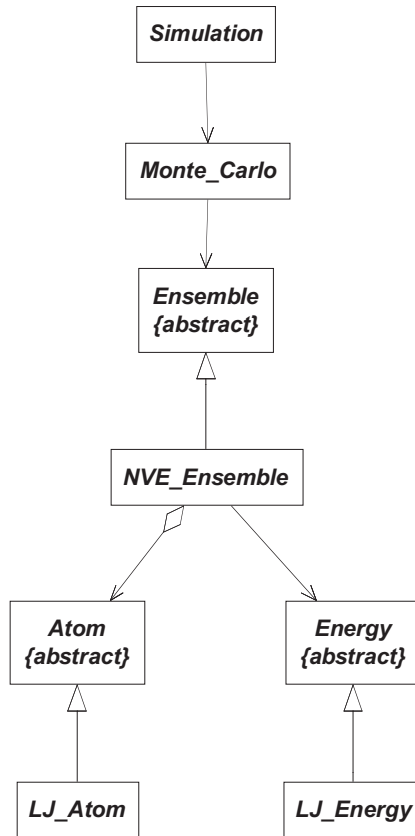 Simulation
Monte_Carlo
Ensemble
{abstract}
NVE_Ensemble
Atom
{abstract}
Energy
{abstract}
LJ_Atom
LJ_Energy